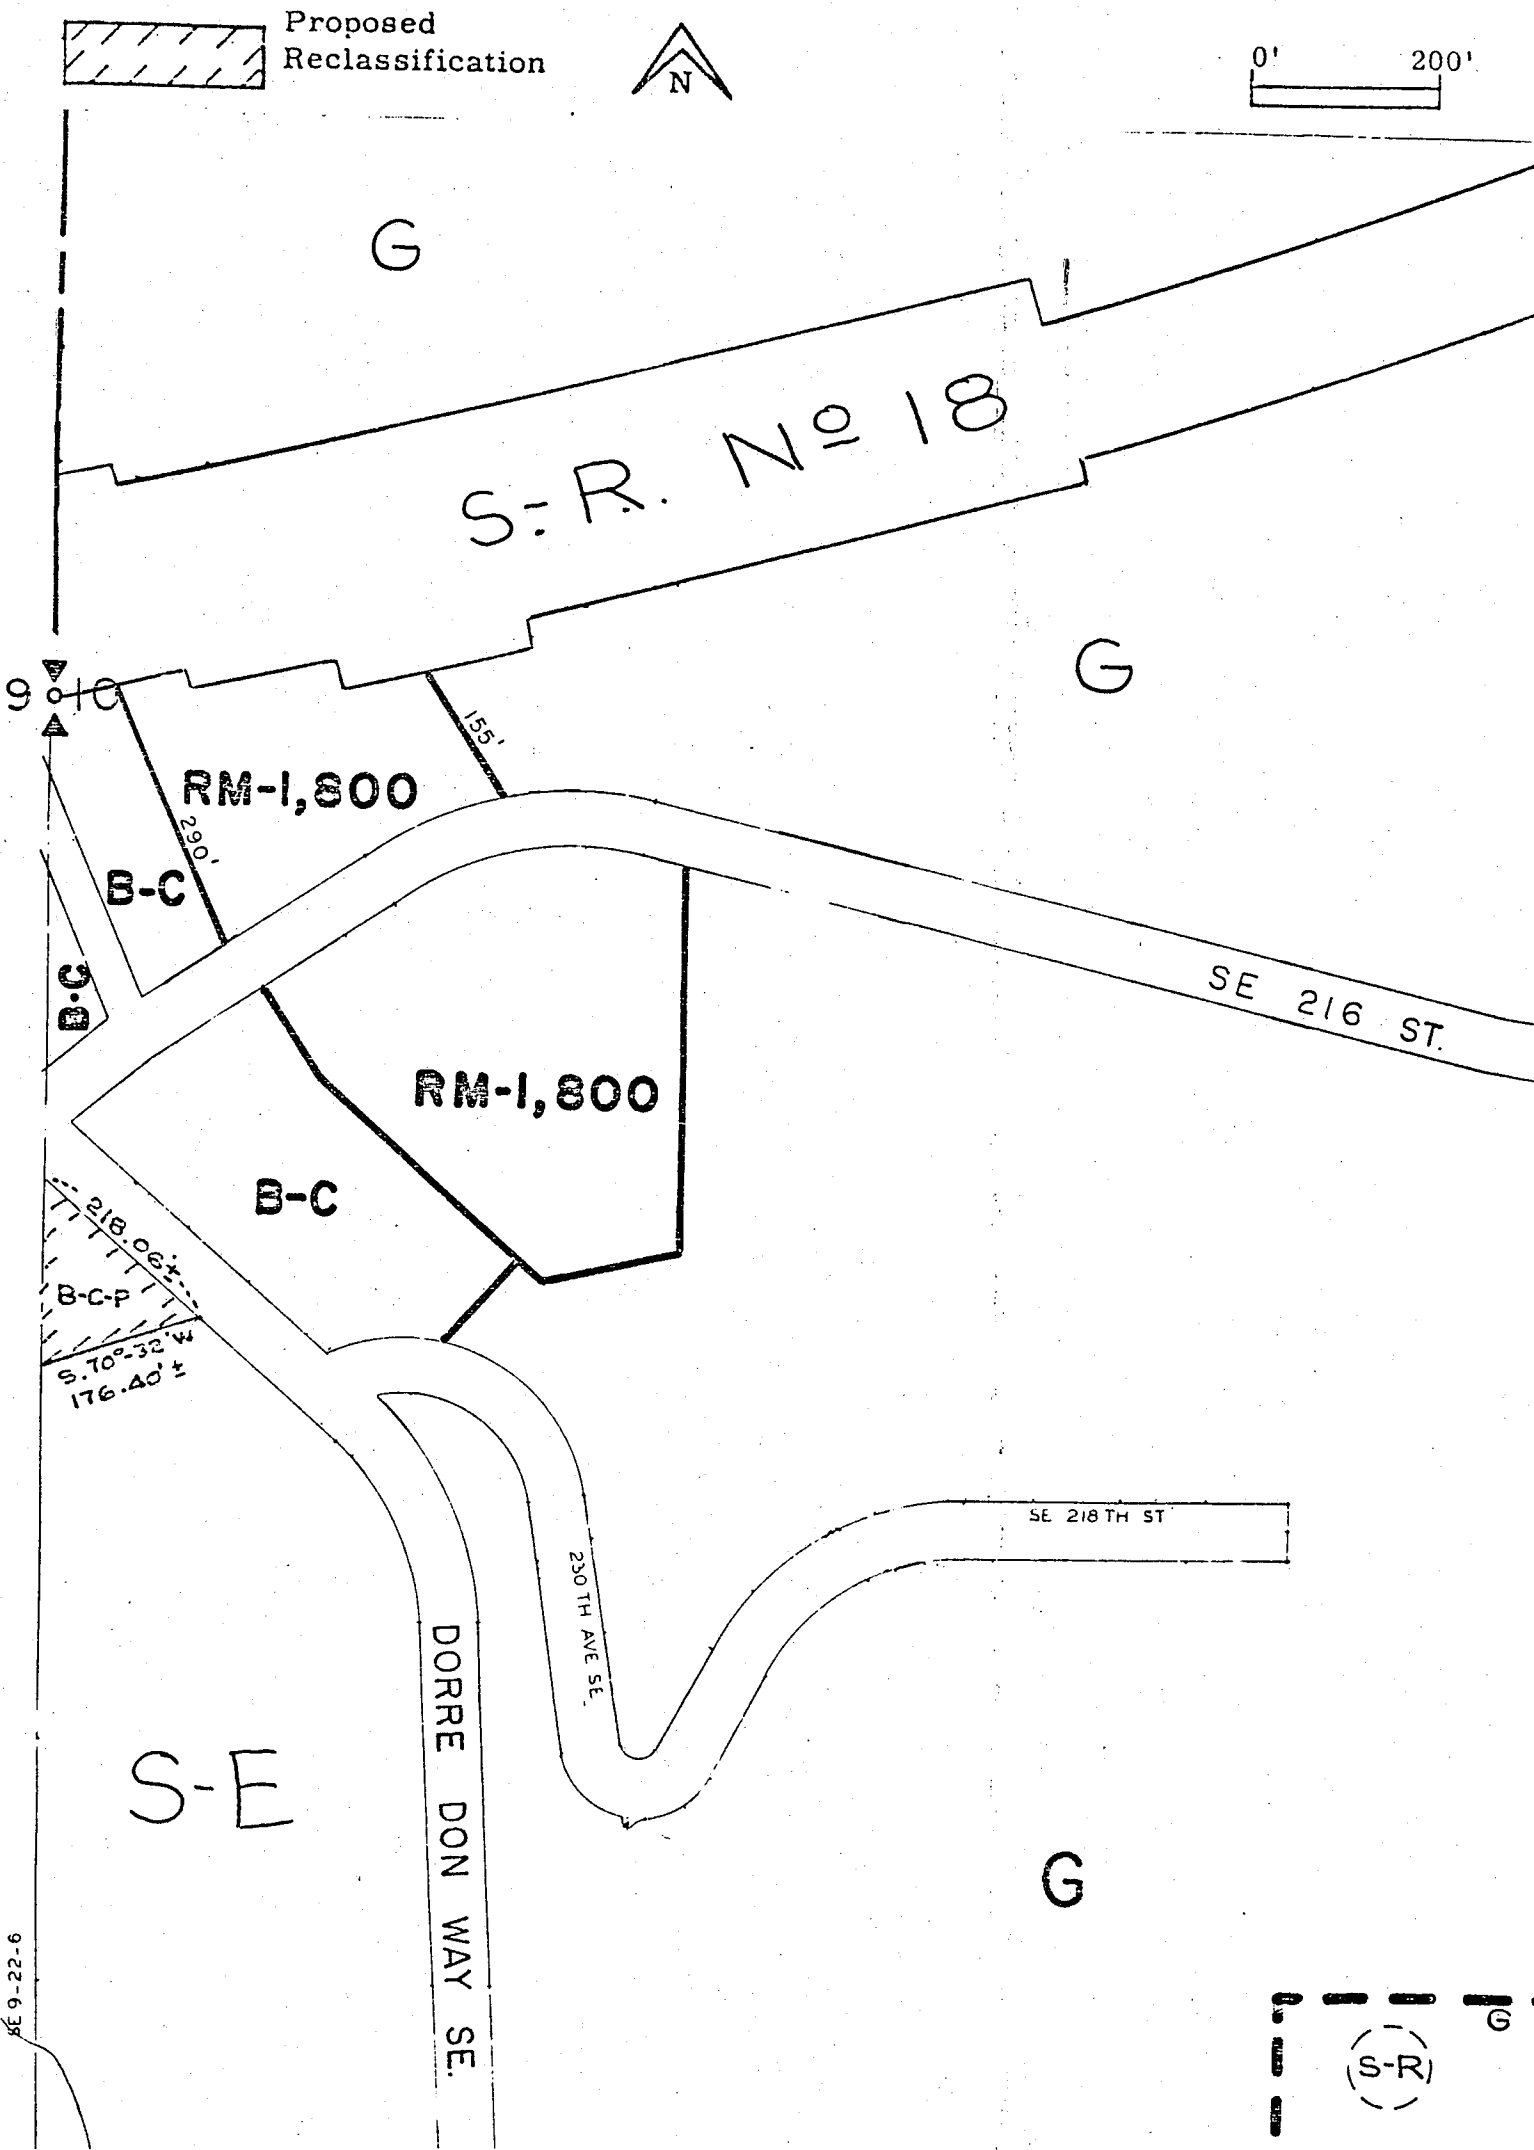 Proposed
Reclassification
N
0' 200'
G
S-R. Nº 18
G
9 10
155'
RM-1,800
290'
B-C
B-C
SE 216 ST.
RM-1,800
B-C
218.06'±
B-C-P
S.70°-32'W
176.40'±
SE 218TH ST
230TH AVE SE
DORRE DON WAY SE.
S-E
G
SE 9-22-6
G
S-R